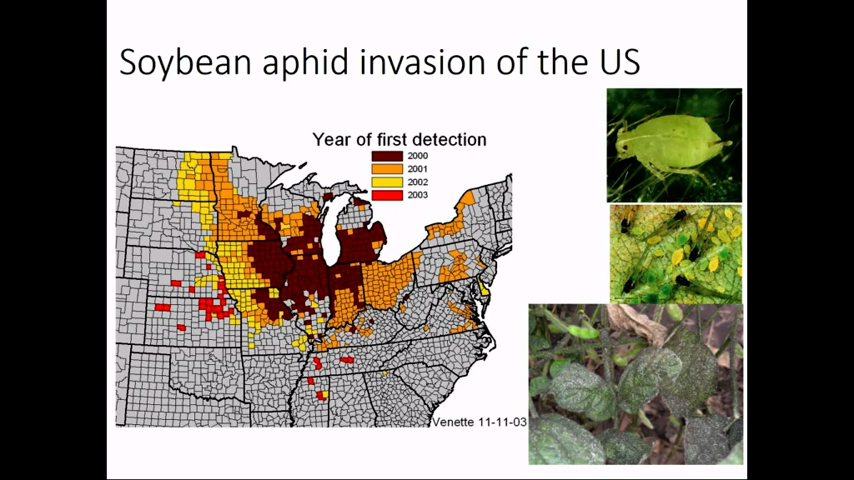 Soybean aphid invasion of the US
Year of first detection
2000
2001
2002
2003
Venette 11-11-03